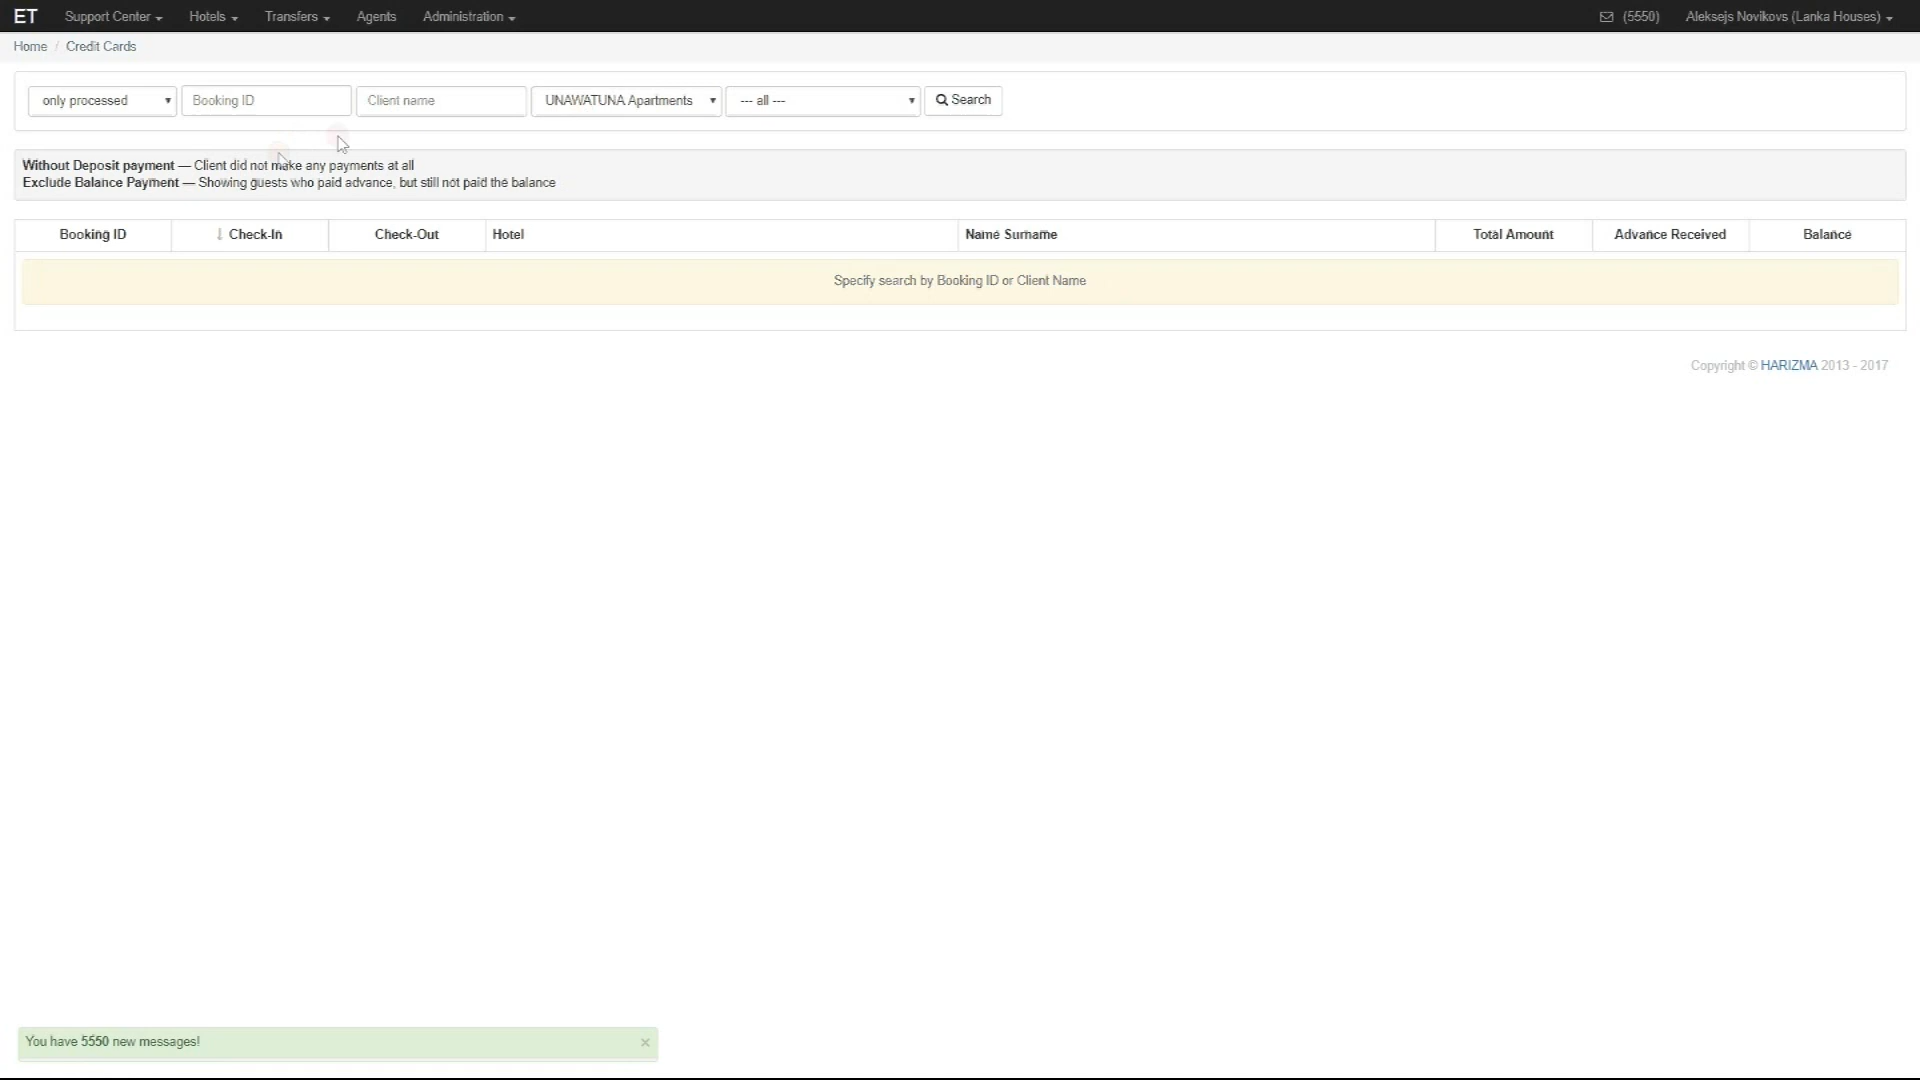 ET Support Center Hotels Transfers Agents Administration (5550) Aleksejs Novikovs (Lanka Houses)
Home / Credit Cards
only processed Booking ID Client name UNAWATUNA Apartments --- all --- Search
Without Deposit payment — Client did not make any payments at all
Exclude Balance Payment — Showing guests who paid advance, but still not paid the balance
Booking ID ↓ Check-In Check-Out Hotel Name Surname Total Amount Advance Received Balance
Specify search by Booking ID or Client Name
Copyright © HARIZMA 2013 - 2017
You have 5550 new messages! ×